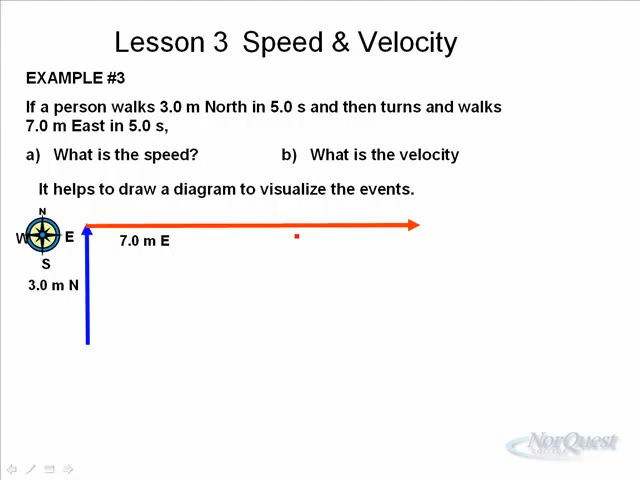 Lesson 3 Speed & Velocity
EXAMPLE #3
If a person walks 3.0 m North in 5.0 s and then turns and walks
7.0 m East in 5.0 s,
a) What is the speed? b) What is the velocity
It helps to draw a diagram to visualize the events.
N
W E
7.0 m E
S
3.0 m N
NorQuest
COLLEGE